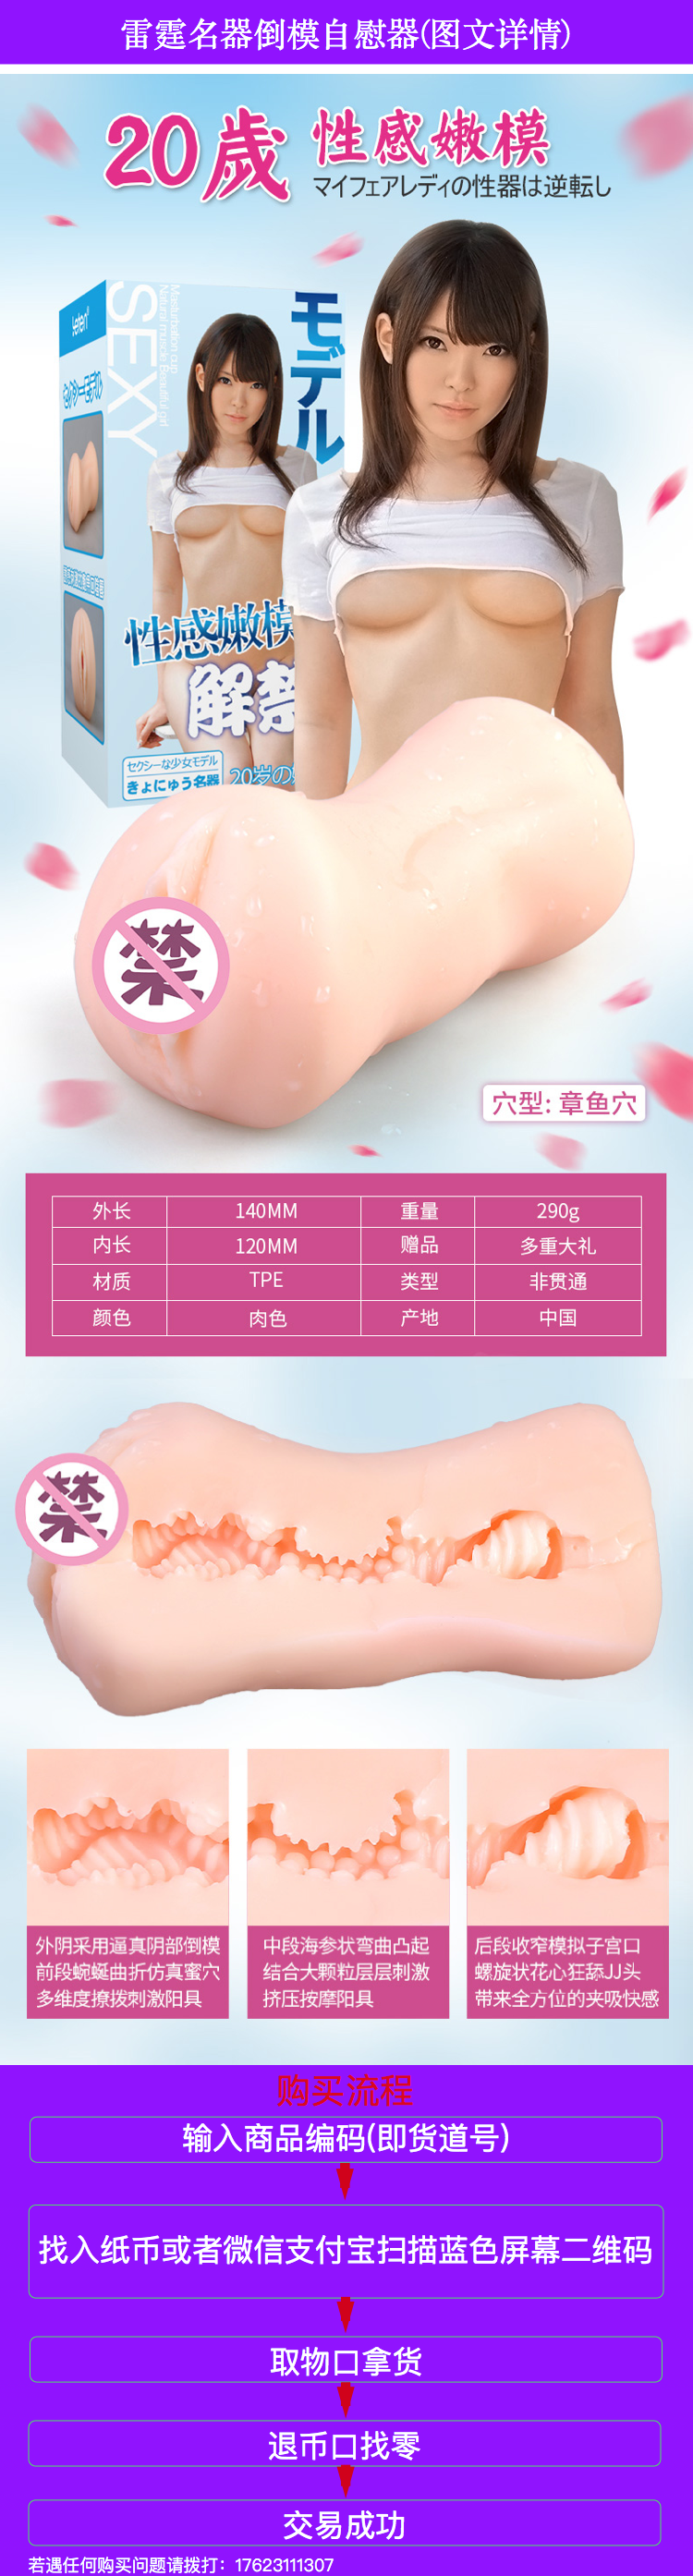 雷霆名器倒模自慰器(图文详情)
20歲 性感嫩模
マイフェアレディの性器は逆転し
SEXY
Masturbation cup
Natural muscle Beautiful girl
モデル
性感嫩模
解禁
セクシーな少女モデル
きょにゅう名器
20岁の
禁
穴型: 章鱼穴
外长 140MM 重量 290g
内长 120MM 赠品 多重大礼
材质 TPE 类型 非贯通
颜色 肉色 产地 中国
禁
外阴采用逼真阴部倒模
前段蜿蜒曲折仿真蜜穴
多维度撩拨刺激阳具
中段海参状弯曲凸起
结合大颗粒层层刺激
挤压按摩阳具
后段收窄模拟子宫口
螺旋状花心狂舔JJ头
带来全方位的夹吸快感
购买流程
输入商品编码(即货道号)
找入纸币或者微信支付宝扫描蓝色屏幕二维码
取物口拿货
退币口找零
交易成功
若遇任何购买问题请拨打：17623111307